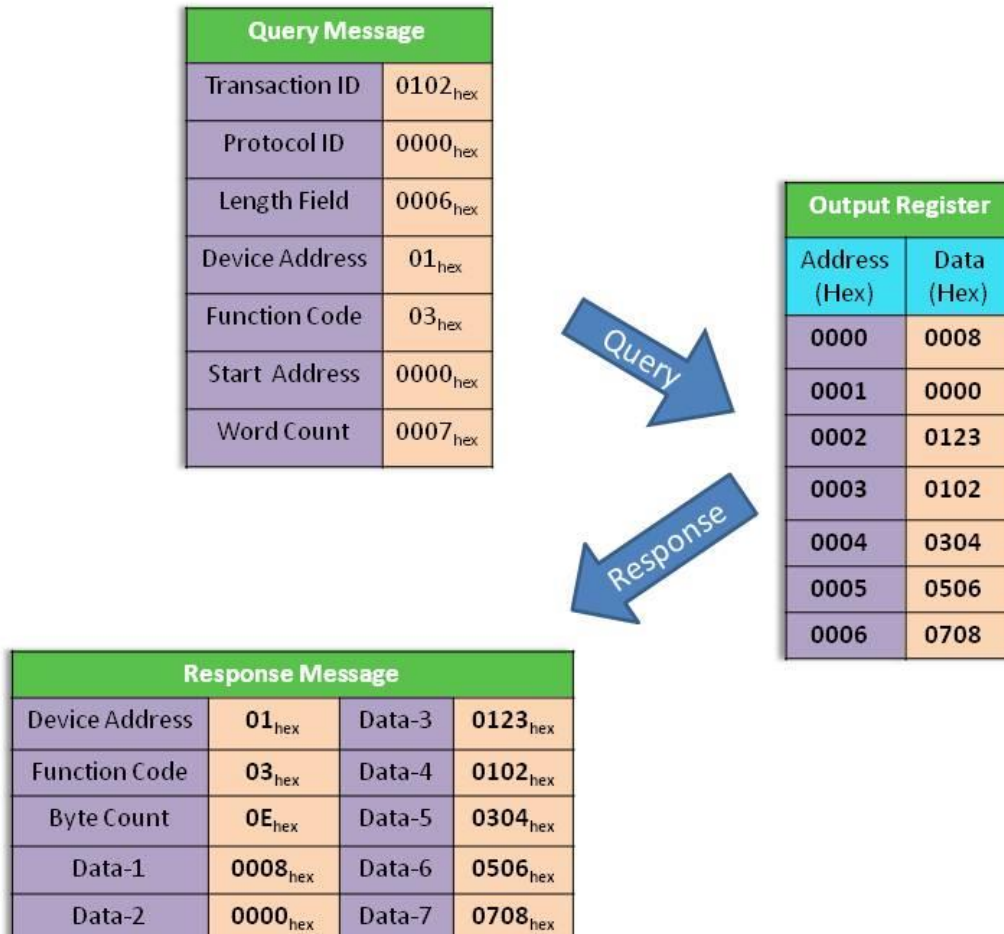 Query Message
Transaction ID 0102hex
Protocol ID 0000hex
Length Field 0006hex
Device Address 01hex
Function Code 03hex
Start Address 0000hex
Word Count 0007hex
Query
Response
Output Register
Address (Hex) Data (Hex)
0000 0008
0001 0000
0002 0123
0003 0102
0004 0304
0005 0506
0006 0708
Response Message
Device Address 01hex Data-3 0123hex
Function Code 03hex Data-4 0102hex
Byte Count 0Ehex Data-5 0304hex
Data-1 0008hex Data-6 0506hex
Data-2 0000hex Data-7 0708hex